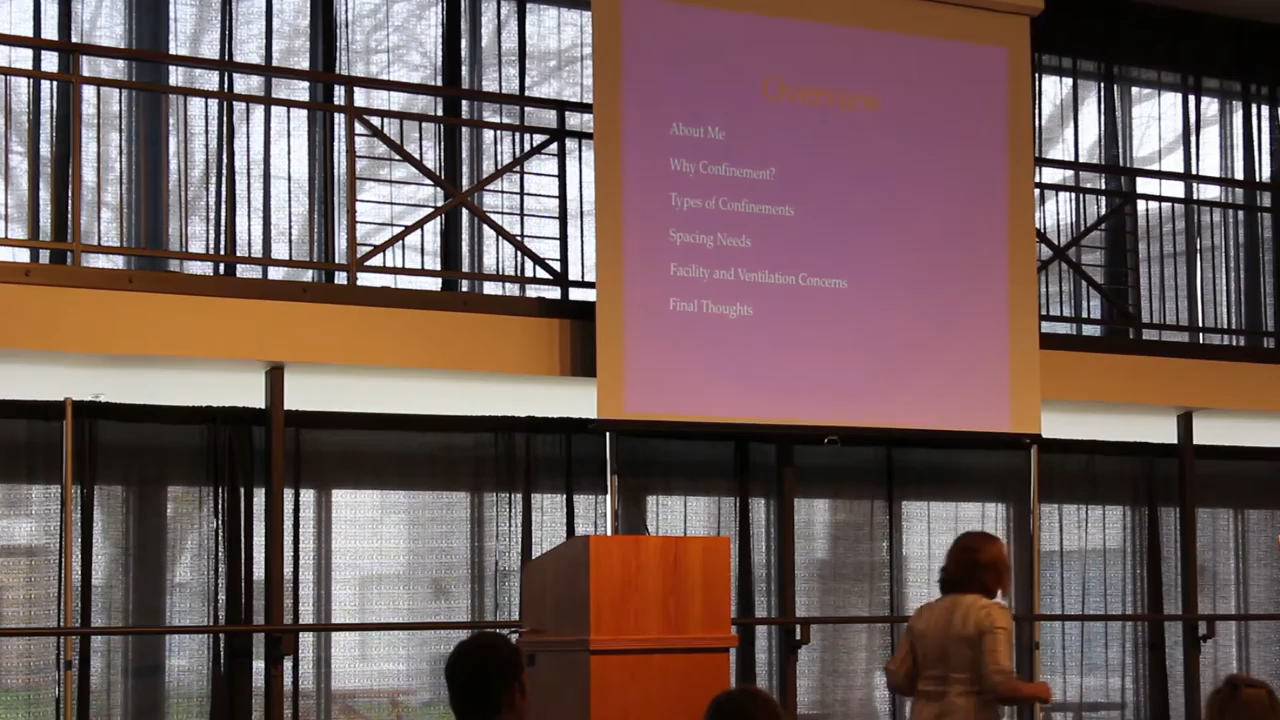 Overview
About Me
Why Confinement?
Types of Confinements
Spacing Needs
Facility and Ventilation Concerns
Final Thoughts